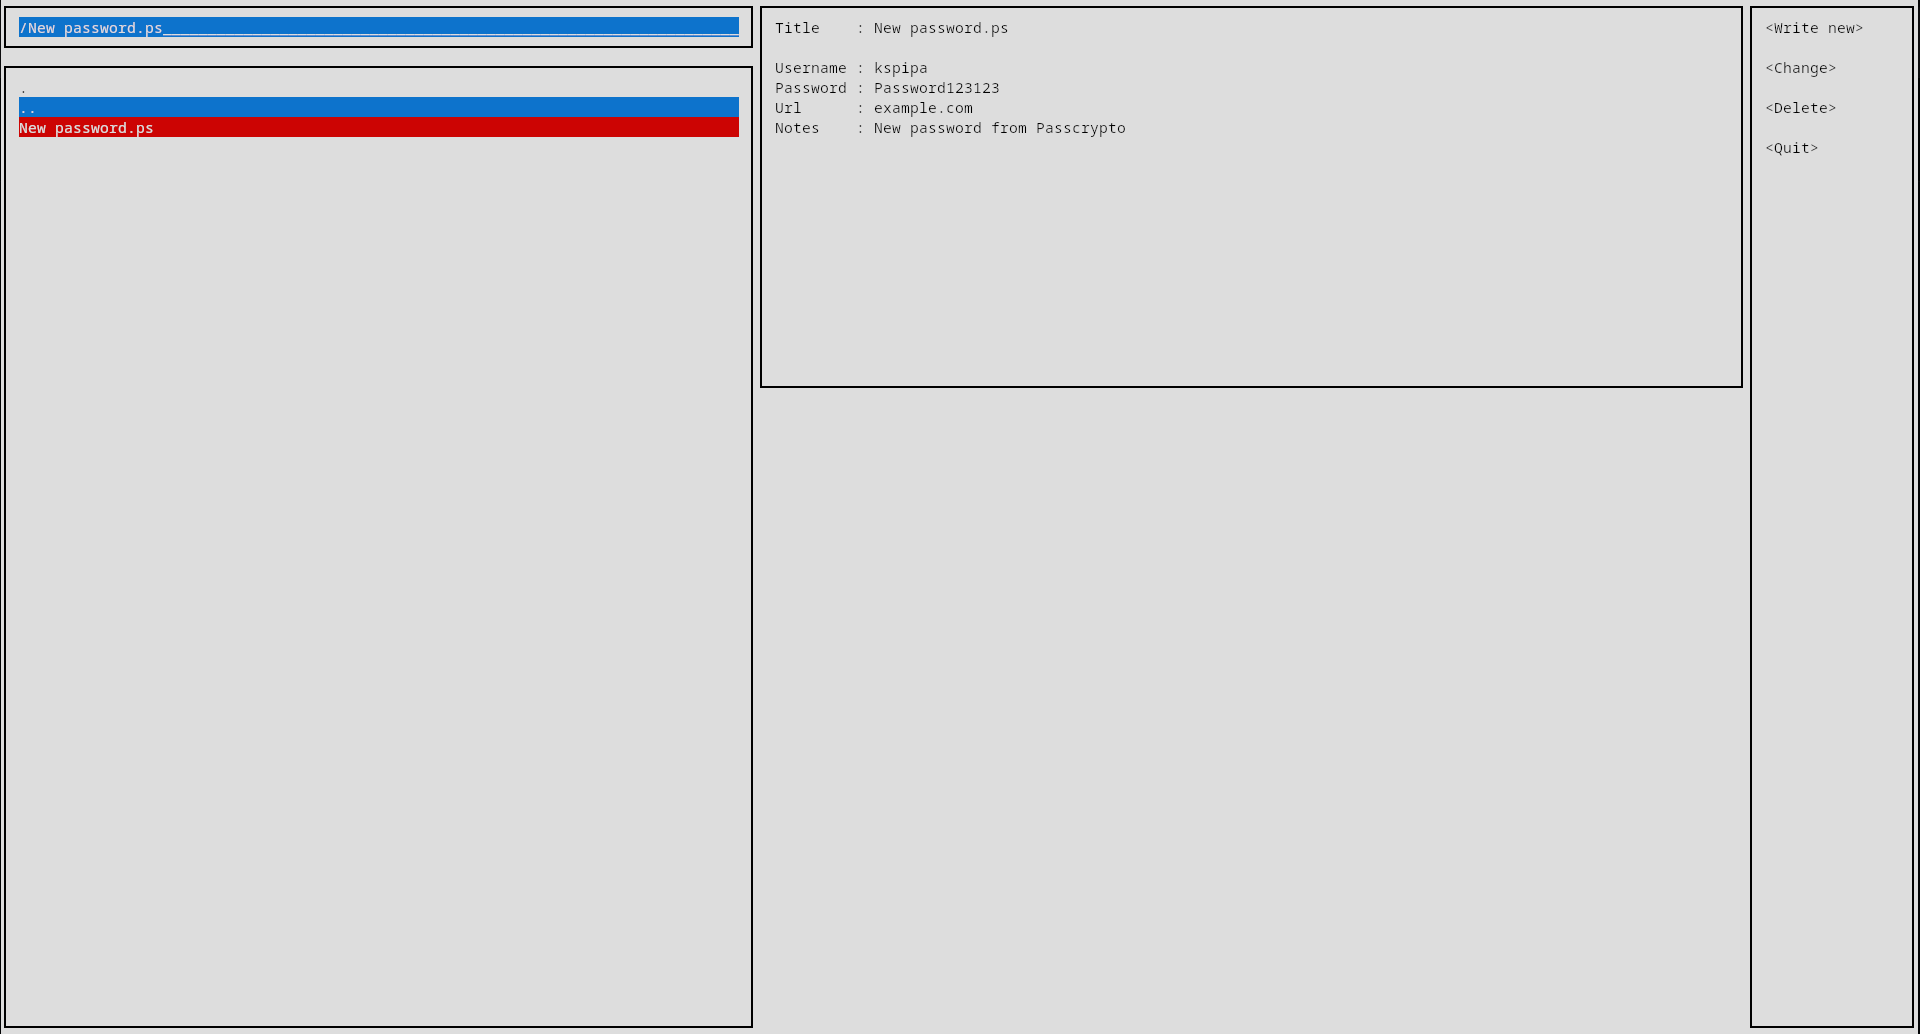 /New password.ps
.
..
New password.ps
Title    : New password.ps
Username : kspipa
Password : Password123123
Url      : example.com
Notes    : New password from Passcrypto
<Write new>
<Change>
<Delete>
<Quit>